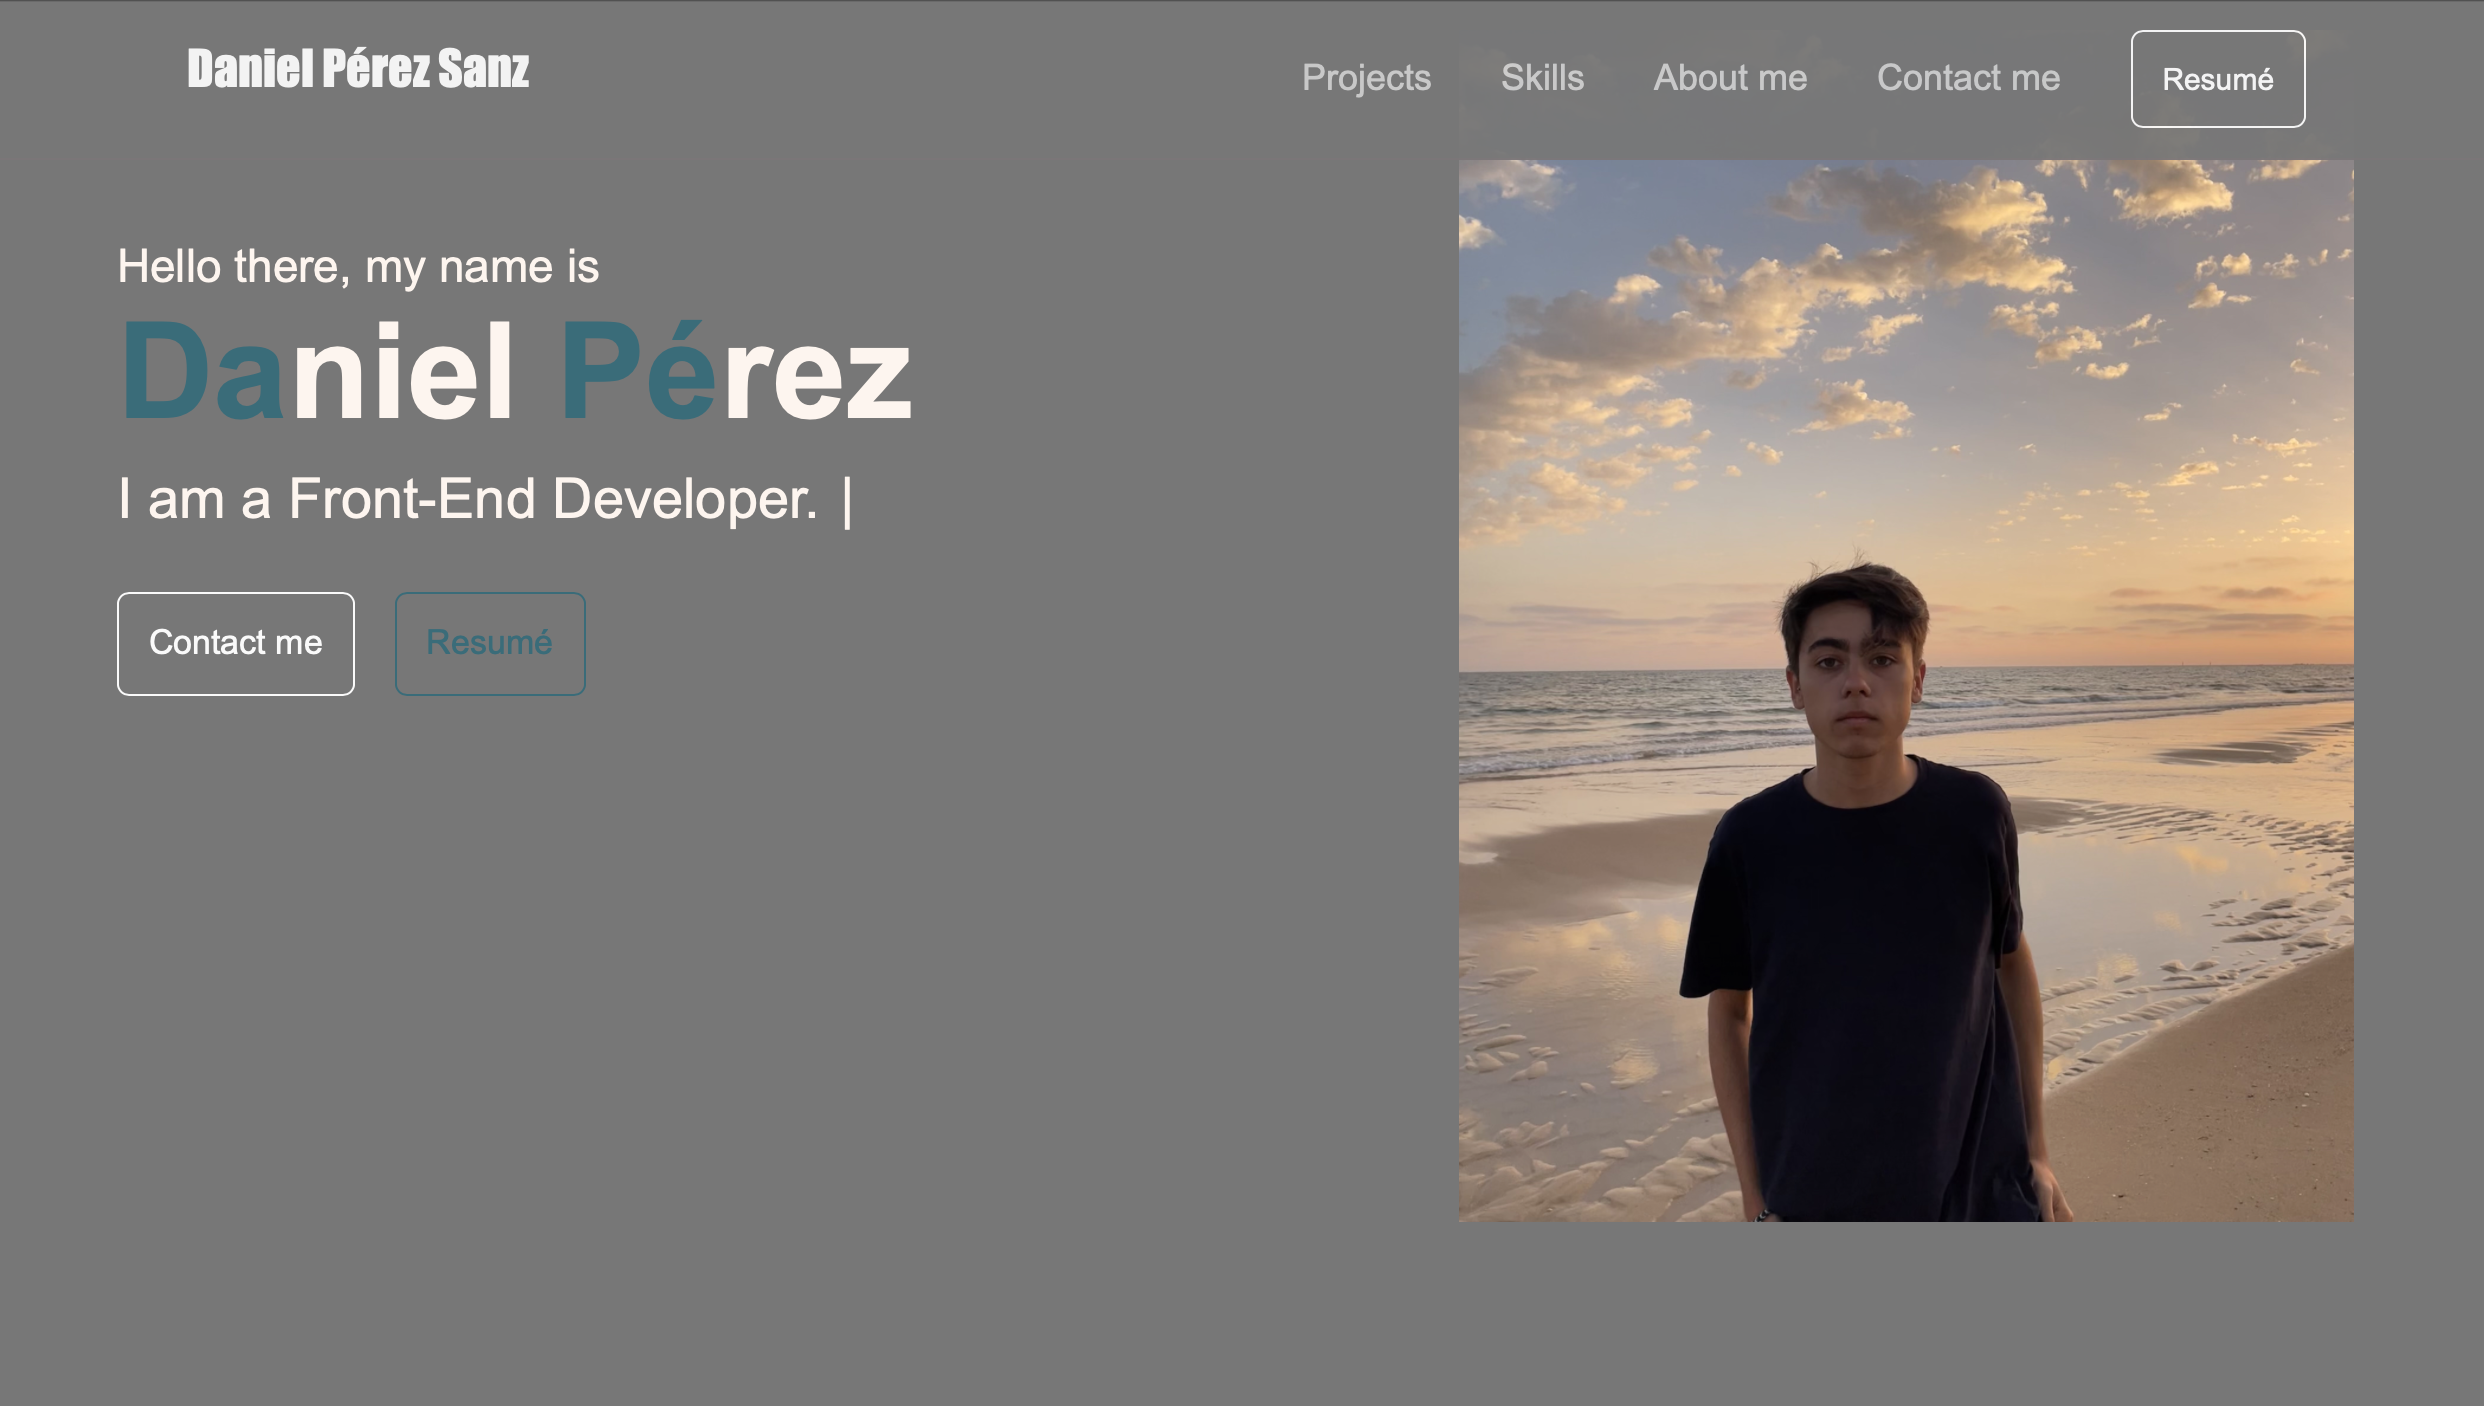 Daniel Pérez Sanz
Projects Skills About me Contact me Resumé
Hello there, my name is
Daniel Pérez
I am a Front-End Developer. |
Contact me Resumé